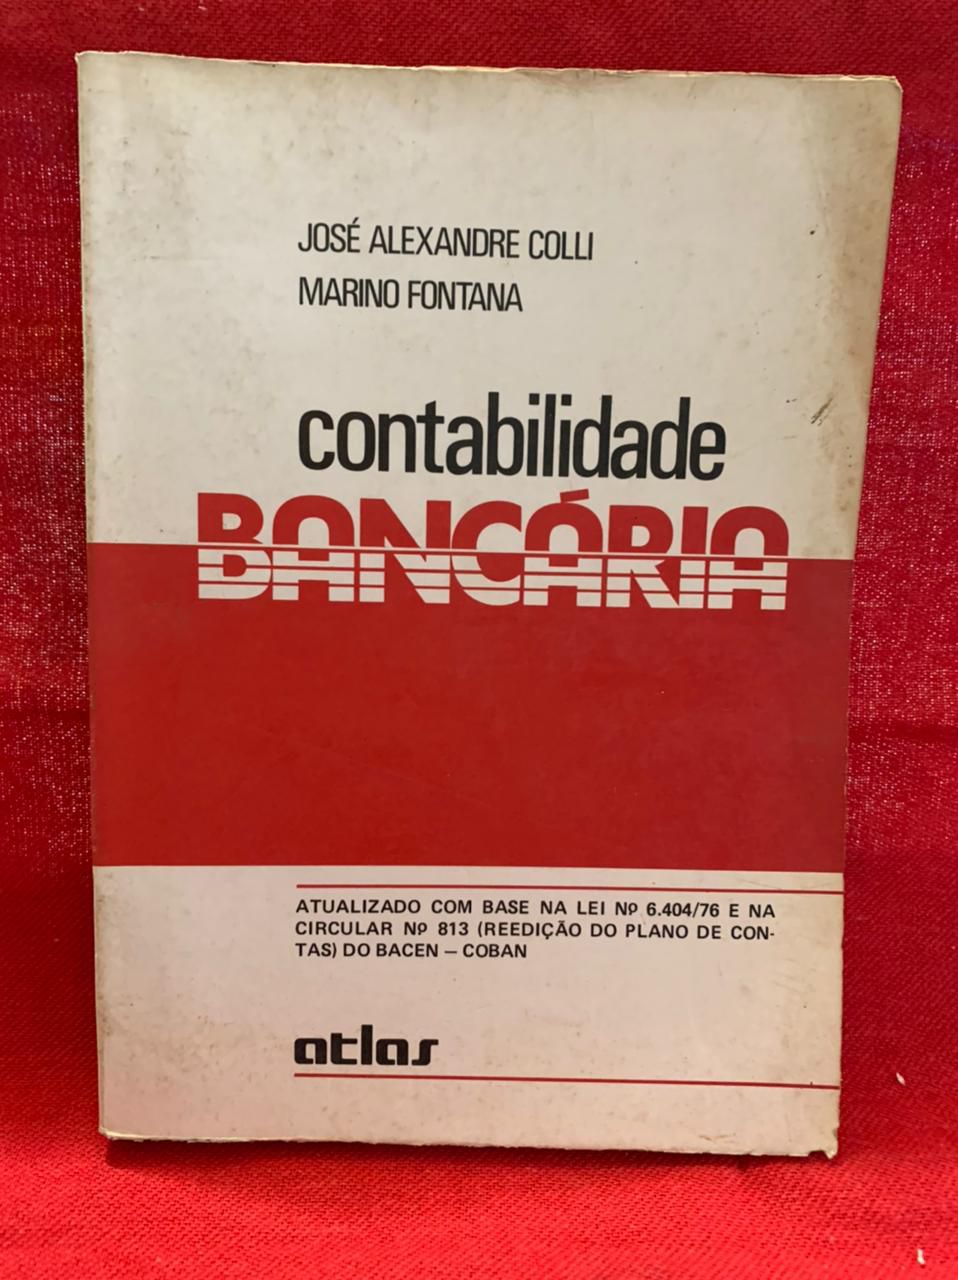 JOSÉ ALEXANDRE COLLI
MARINO FONTANA
contabilidade
BANCÁRIA
ATUALIZADO COM BASE NA LEI Nº 6.404/76 E NA
CIRCULAR Nº 813 (REEDIÇÃO DO PLANO DE CON-
TAS) DO BACEN — COBAN
atlas